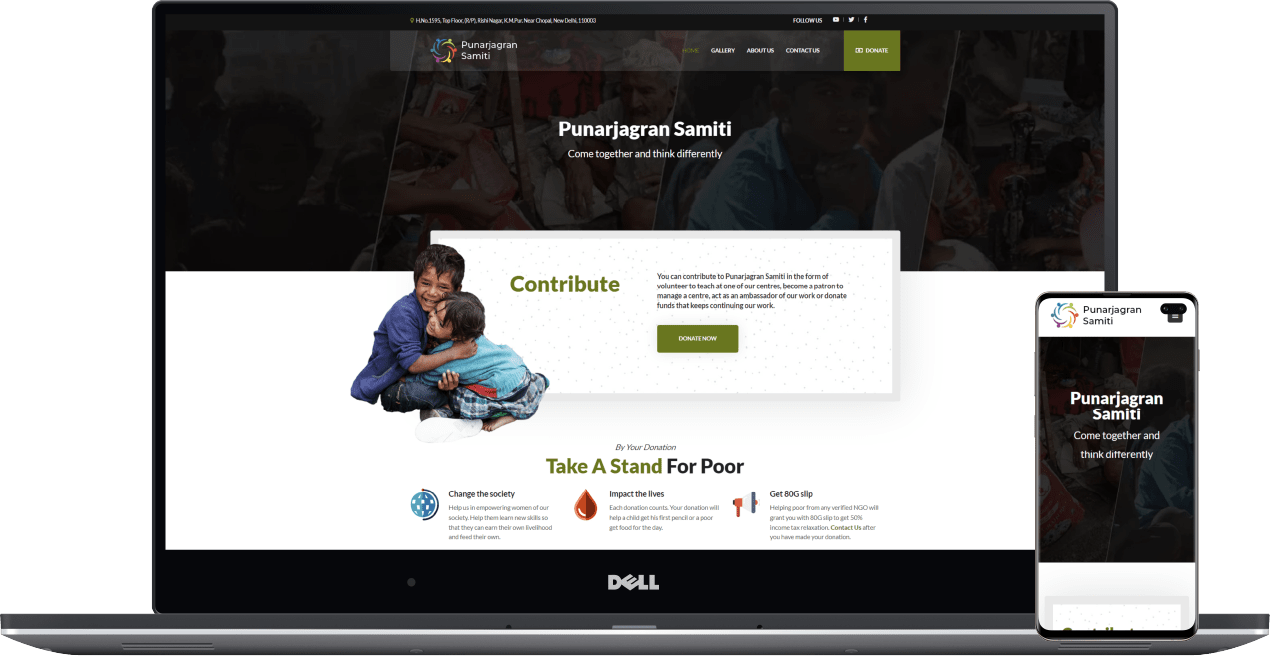 H.No.1595, Top Floor, (R/P), Rishi Nagar, K.M.Pur. Near Chopal, New Delhi, 110003
FOLLOW US
Punarjagran
Samiti
HOME
GALLERY
ABOUT US
CONTACT US
DONATE
Punarjagran Samiti
Come together and think differently
Contribute
You can contribute to Punarjagran Samiti in the form of
volunteer to teach at one of our centres, become a patron to
manage a centre, act as an ambassador of our work or donate
funds that keeps continuing our work.
DONATE NOW
By Your Donation
Take A Stand For Poor
Change the society
Help us in empowering women of our
society. Help them learn new skills so
that they can earn their own livelihood
and feed their own.
Impact the lives
Each donation counts. Your donation will
help a child get his first pencil or a poor
get food for the day.
Get 80G slip
Helping poor from any verified NGO will
grant you with 80G slip to get 50%
income tax relaxation. Contact Us after
you have made your donation.
DELL
Punarjagran
Samiti
Punarjagran
Samiti
Come together and
think differently